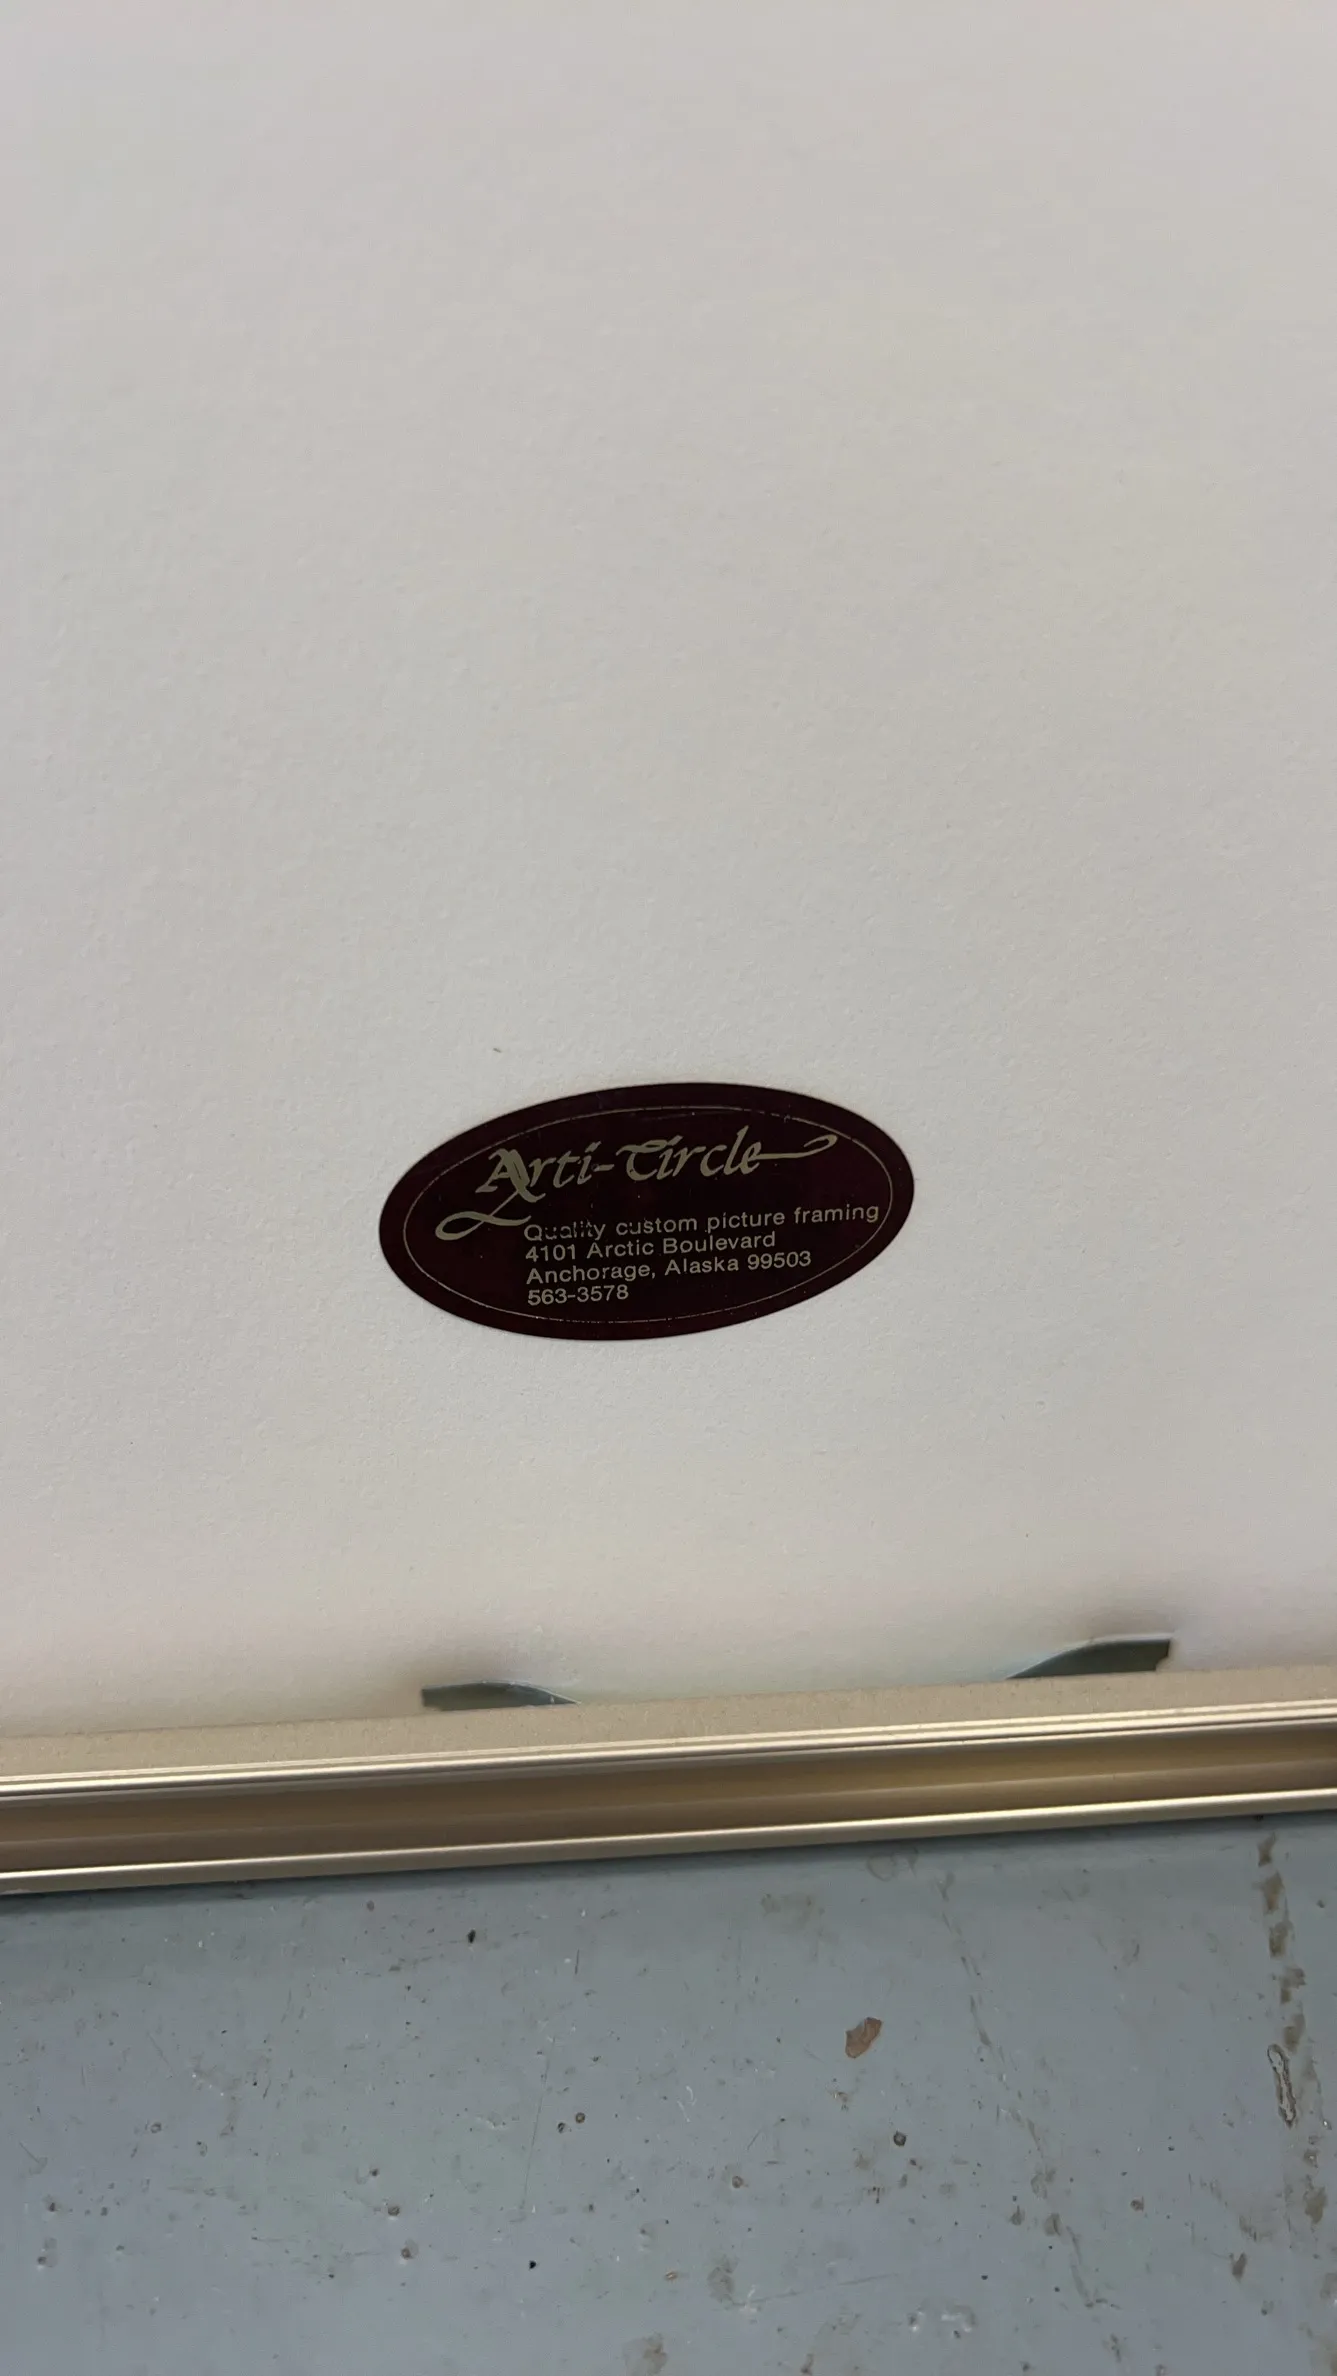 Arti-Circle
Quality custom picture framing
4101 Arctic Boulevard
Anchorage, Alaska 99503
563-3578